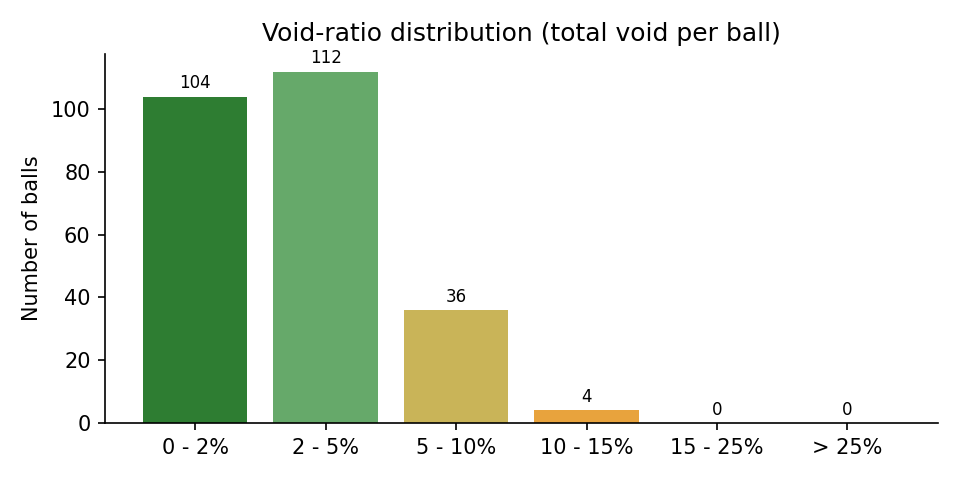 Void-ratio distribution (total void per ball)
Number of balls
100
80
60
40
20
0
104
112
36
4
0
0
0 - 2%
2 - 5%
5 - 10%
10 - 15%
15 - 25%
> 25%